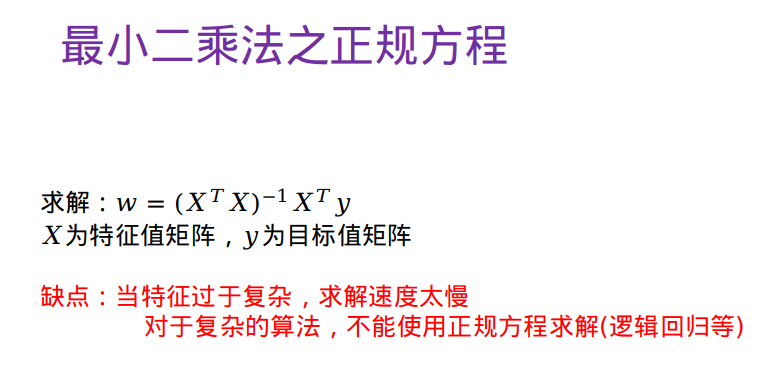 最小二乘法之正规方程
求解：w = (X^T X)^{-1} X^T y
X为特征值矩阵，y为目标值矩阵
缺点：当特征过于复杂，求解速度太慢
对于复杂的算法，不能使用正规方程求解(逻辑回归等)